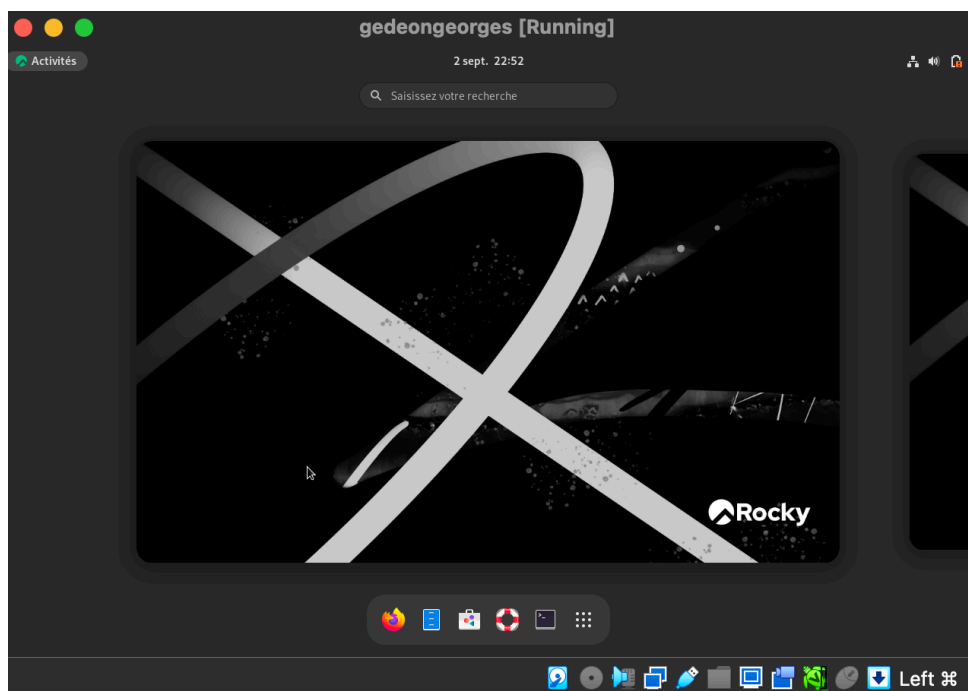 gedeongeorges [Running]
Activités
2 sept. 22:52
Saisissez votre recherche
Rocky
Left ⌘